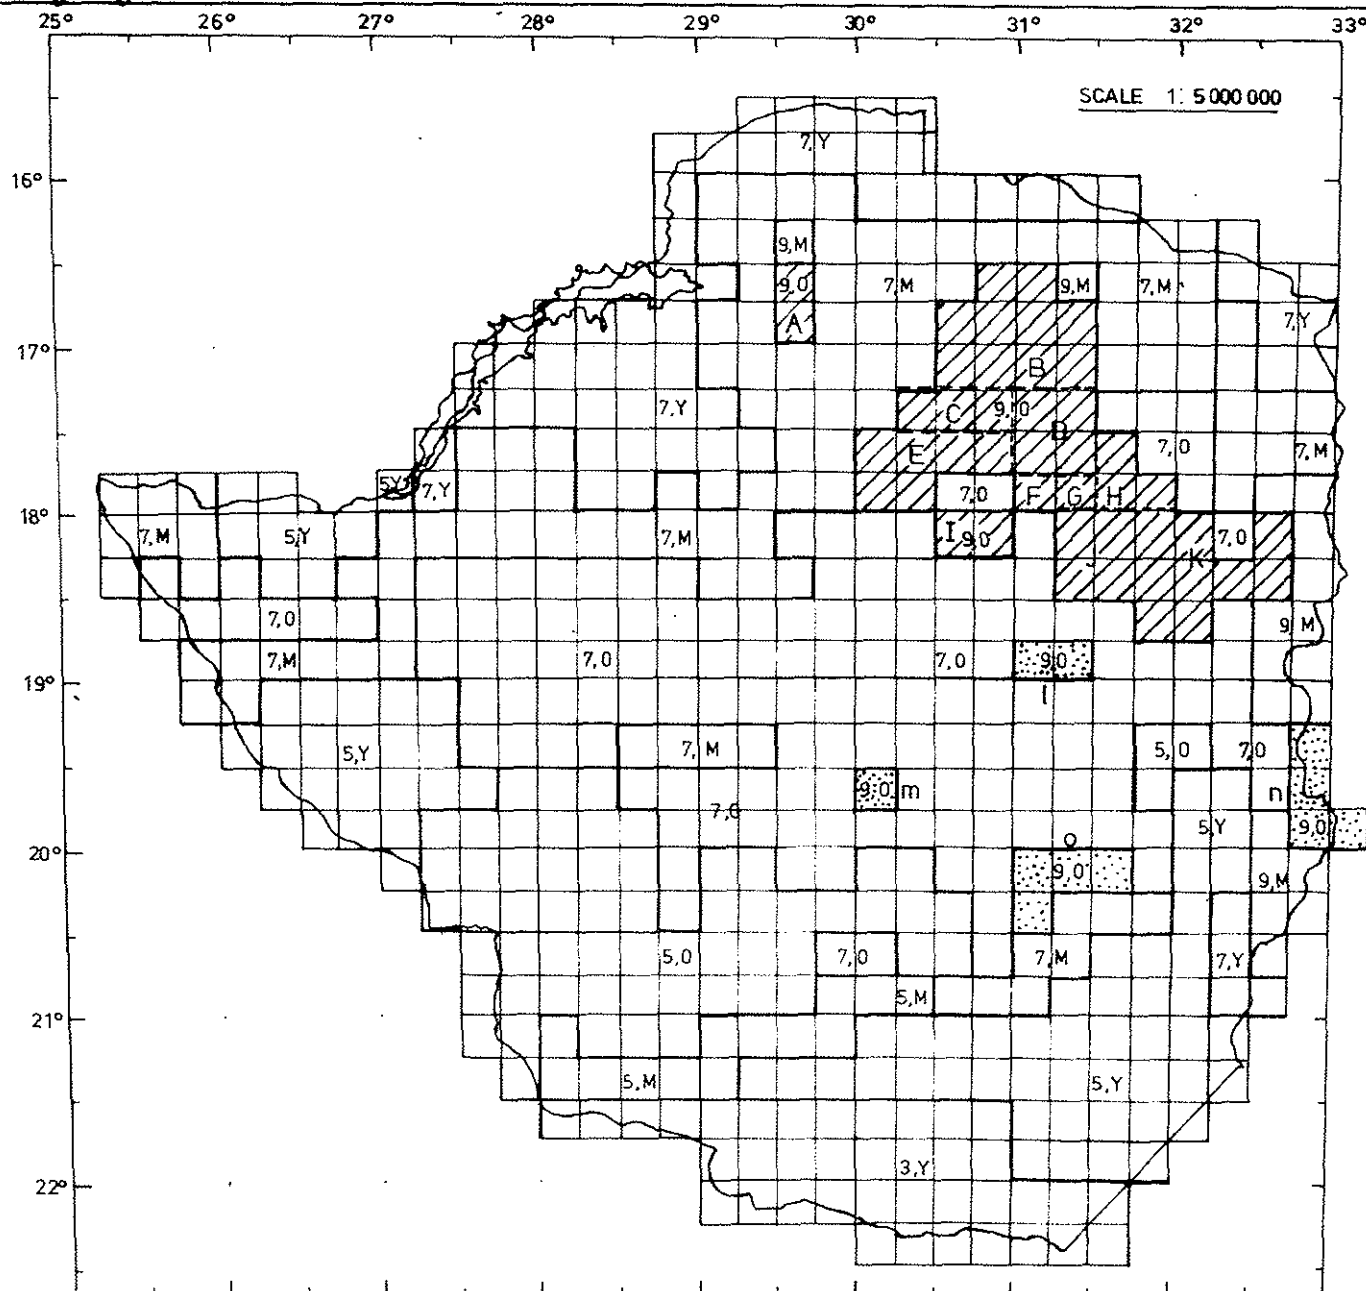 25° 26° 27° 28° 29° 30° 31° 32° 33°
SCALE 1: 5 000 000
7,Y
16°
9,M
9,0 7,M 9,M 7,M
A 7,Y
17°
B
7,Y C 9,0
D 7,0 7,M
E
5,Y 7,Y 7,0 F G H
18°
7,M 5,Y 7,M I 9,0 7,0
J K
7,0 9,M
7,M 7,0 7,0 9,0
19°
l
5,Y 7,M 5,0 7,0
9,0 m n
5,Y 9,0
20° o
9,0 9,M
5,0 7,0 7,M 7,Y
5,M
21°
5,M 5,Y
3,Y
22°